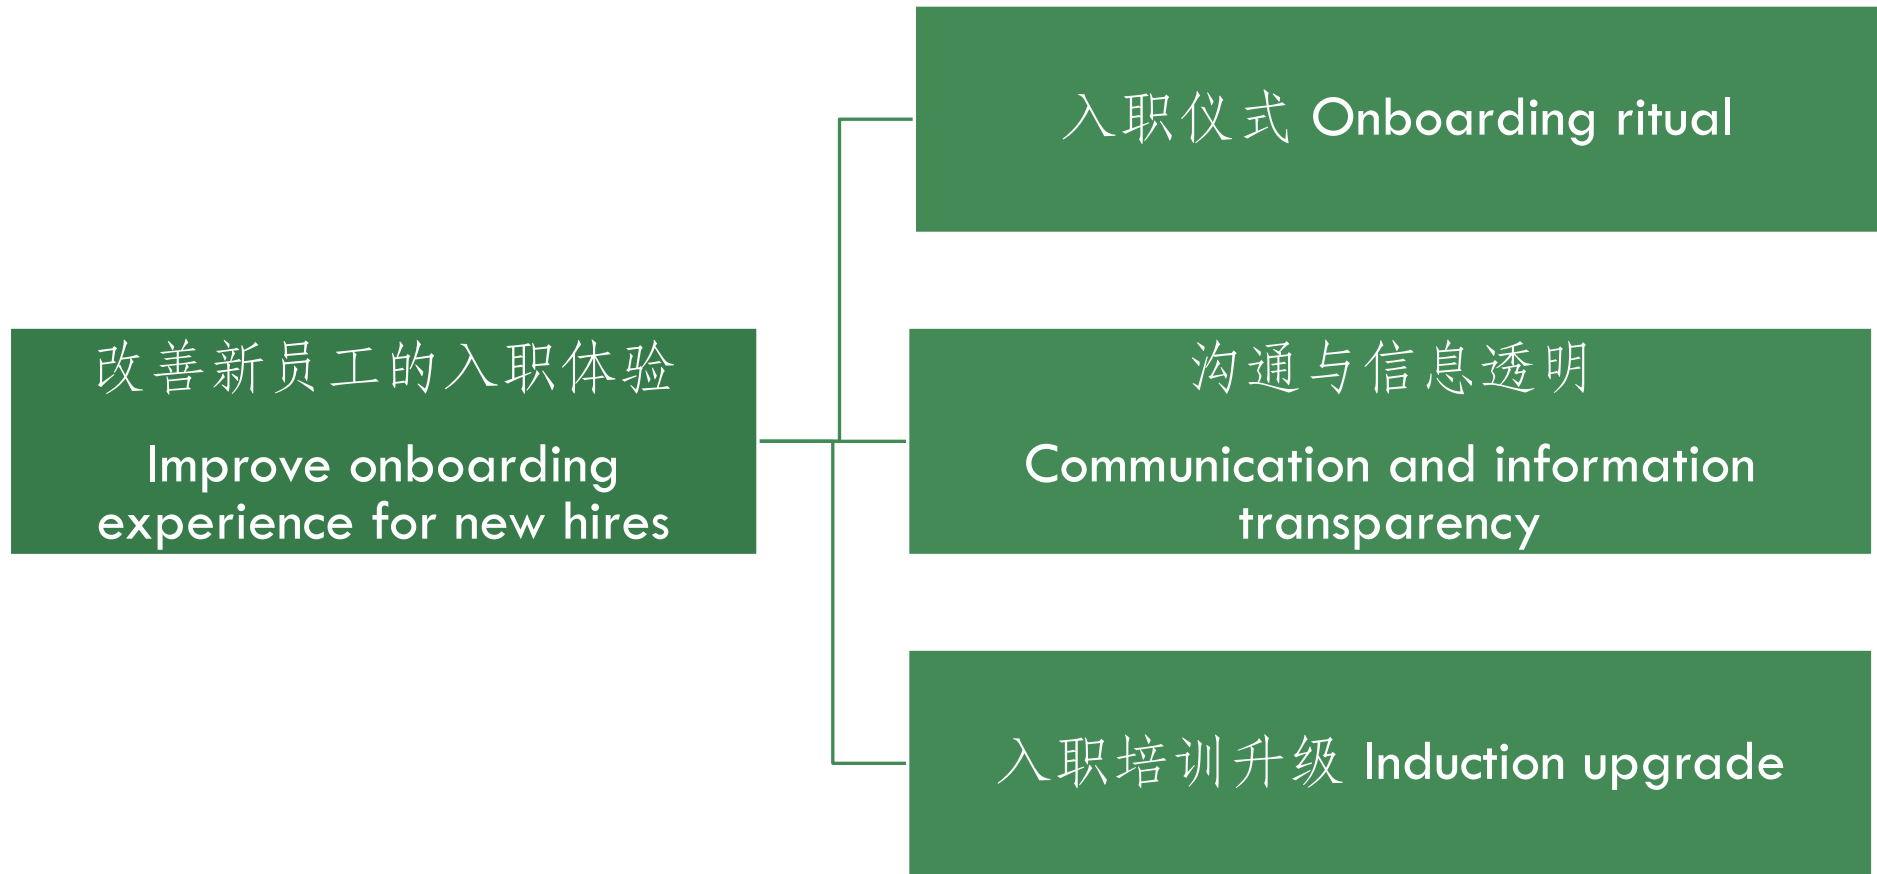 入职仪式 Onboarding ritual
改善新员工的入职体验
Improve onboarding
experience for new hires
沟通与信息透明
Communication and information
transparency
入职培训升级 Induction upgrade